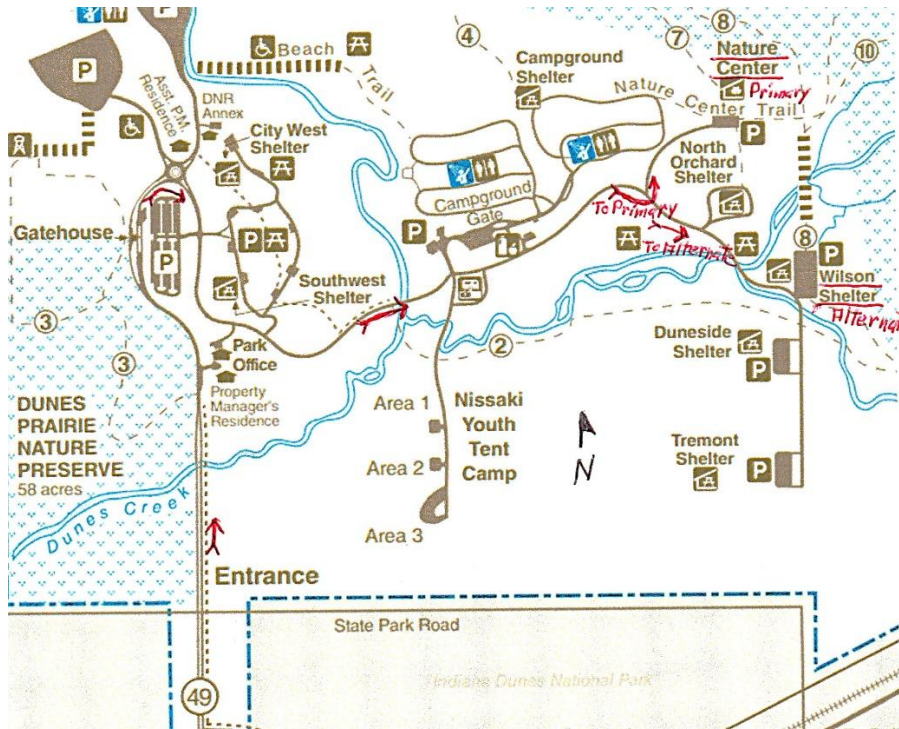 P
Beach
Trail
4
Campground
Shelter
7
8
10
Nature
Center
Primary
Nature Center Trail
P
Asst. P.M.
Residence
DNR
Annex
City West
Shelter
North
Orchard
Shelter
Campground
Gate
To Primary
To Alternate
Gatehouse
P
P
P
Southwest
Shelter
8
P
Wilson
Shelter
Alternat
3
3
Park
Office
Property
Manager's
Residence
2
Duneside
Shelter
P
DUNES
PRAIRIE
NATURE
PRESERVE
58 acres
Area 1
Nissaki
Youth
Tent
Camp
Area 2
Area 3
N
Tremont
Shelter
P
Dunes Creek
Entrance
State Park Road
Indiana Dunes National Park
49